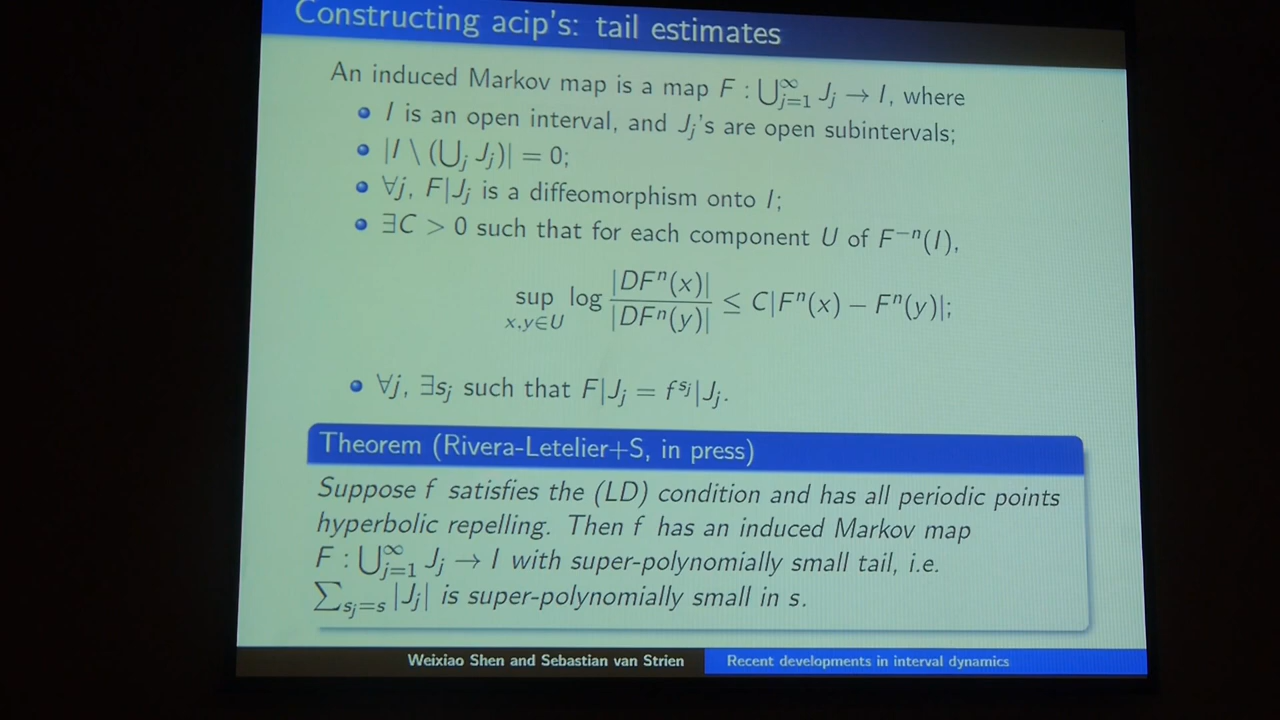 Constructing acip's: tail estimates
An induced Markov map is a map F : ⋃_{j=1}^∞ J_j → I, where
I is an open interval, and J_j's are open subintervals;
|I \ (⋃_j J_j)| = 0;
∀j, F|J_j is a diffeomorphism onto I;
∃C > 0 such that for each component U of F^{−n}(I),
sup_{x,y∈U} log |DF^n(x)| / |DF^n(y)| ≤ C|F^n(x) − F^n(y)|;
∀j, ∃s_j such that F|J_j = f^{s_j}|J_j.
Theorem (Rivera-Letelier+S, in press)
Suppose f satisfies the (LD) condition and has all periodic points
hyperbolic repelling. Then f has an induced Markov map
F : ⋃_{j=1}^∞ J_j → I with super-polynomially small tail, i.e.
∑_{s_j=s} |J_j| is super-polynomially small in s.
Weixiao Shen and Sebastian van Strien Recent developments in interval dynamics